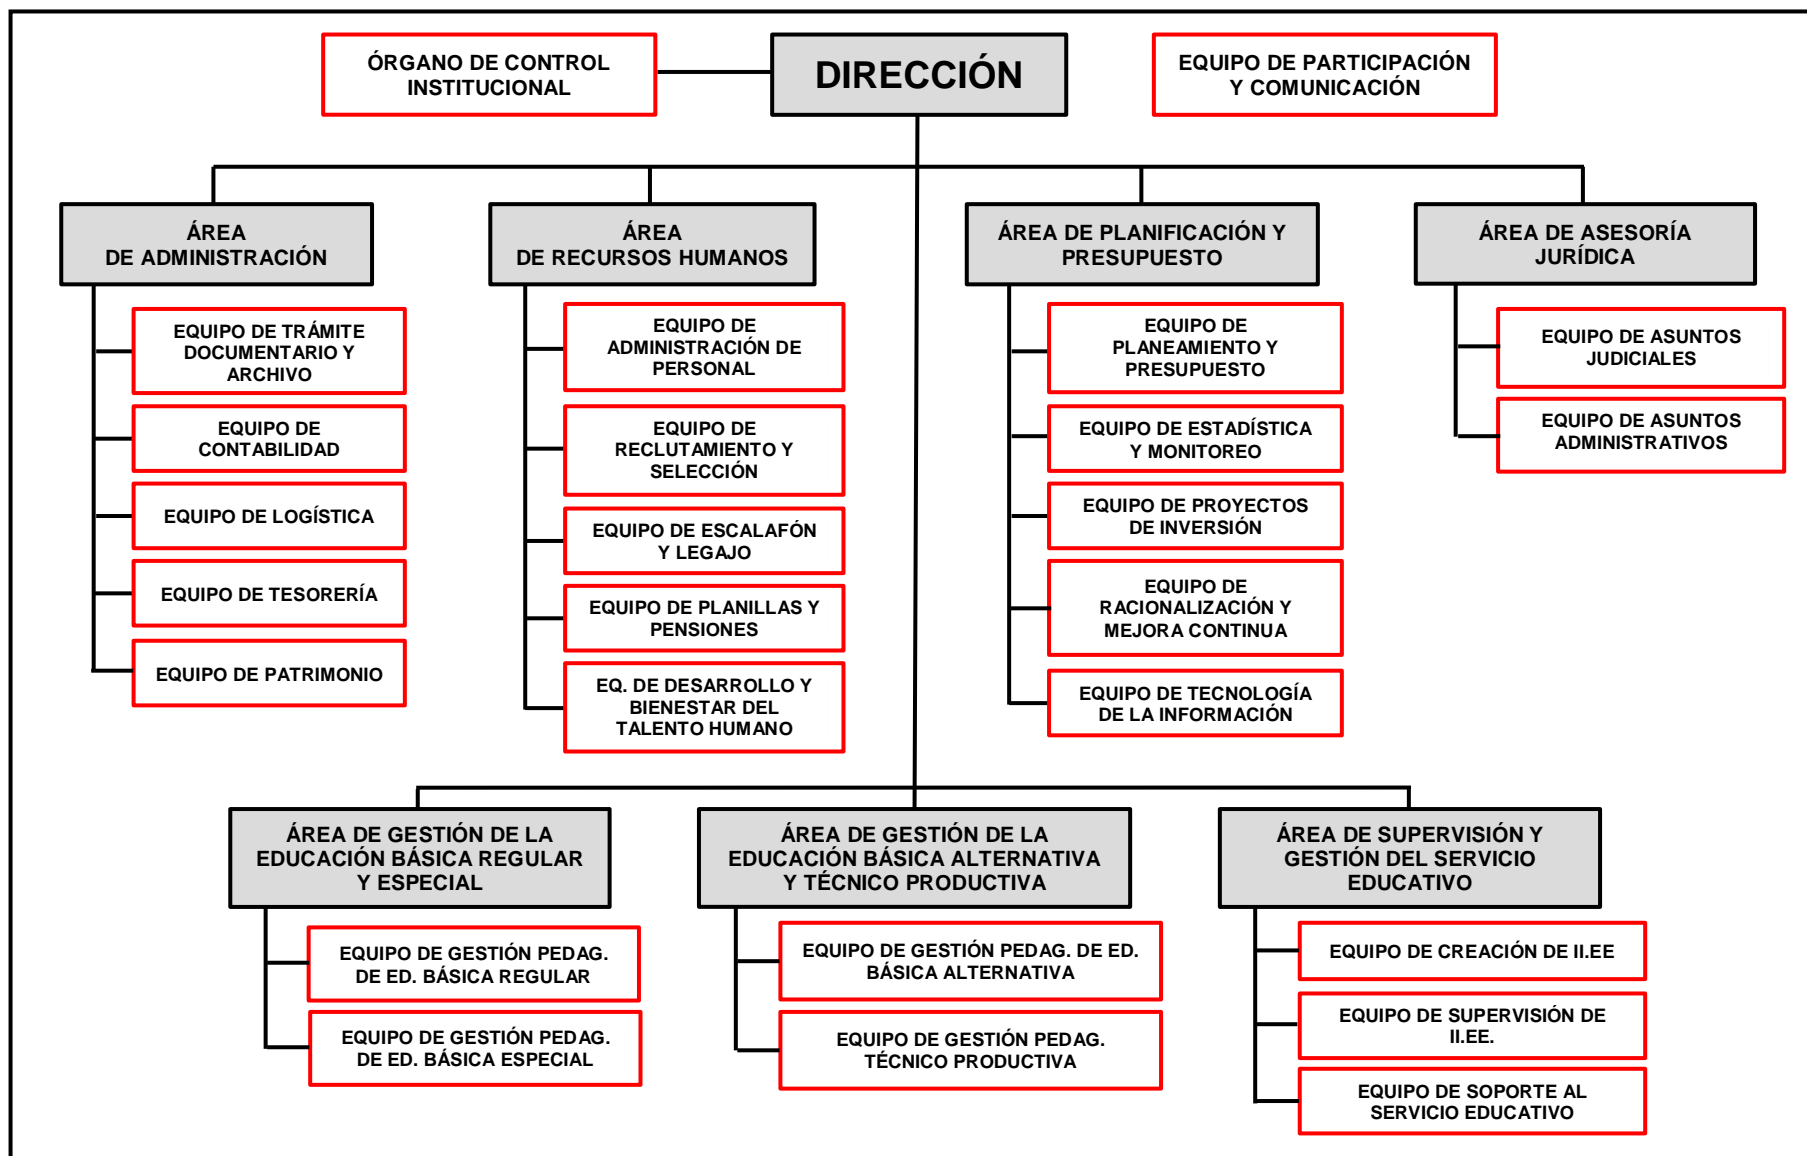 ÓRGANO DE CONTROL
INSTITUCIONAL
DIRECCIÓN
EQUIPO DE PARTICIPACIÓN
Y COMUNICACIÓN
ÁREA
DE ADMINISTRACIÓN
EQUIPO DE TRÁMITE
DOCUMENTARIO Y
ARCHIVO
EQUIPO DE
CONTABILIDAD
EQUIPO DE LOGÍSTICA
EQUIPO DE TESORERÍA
EQUIPO DE PATRIMONIO
ÁREA
DE RECURSOS HUMANOS
EQUIPO DE
ADMINISTRACIÓN DE
PERSONAL
EQUIPO DE
RECLUTAMIENTO Y
SELECCIÓN
EQUIPO DE ESCALAFÓN
Y LEGAJO
EQUIPO DE PLANILLAS Y
PENSIONES
EQ. DE DESARROLLO Y
BIENESTAR DEL
TALENTO HUMANO
ÁREA DE PLANIFICACIÓN Y
PRESUPUESTO
EQUIPO DE
PLANEAMIENTO Y
PRESUPUESTO
EQUIPO DE ESTADÍSTICA
Y MONITOREO
EQUIPO DE PROYECTOS
DE INVERSIÓN
EQUIPO DE
RACIONALIZACIÓN Y
MEJORA CONTINUA
EQUIPO DE TECNOLOGÍA
DE LA INFORMACIÓN
ÁREA DE ASESORÍA
JURÍDICA
EQUIPO DE ASUNTOS
JUDICIALES
EQUIPO DE ASUNTOS
ADMINISTRATIVOS
ÁREA DE GESTIÓN DE LA
EDUCACIÓN BÁSICA REGULAR
Y ESPECIAL
EQUIPO DE GESTIÓN PEDAG.
DE ED. BÁSICA REGULAR
EQUIPO DE GESTIÓN PEDAG.
DE ED. BÁSICA ESPECIAL
ÁREA DE GESTIÓN DE LA
EDUCACIÓN BÁSICA ALTERNATIVA
Y TÉCNICO PRODUCTIVA
EQUIPO DE GESTIÓN PEDAG. DE ED.
BÁSICA ALTERNATIVA
EQUIPO DE GESTIÓN PEDAG.
TÉCNICO PRODUCTIVA
ÁREA DE SUPERVISIÓN Y
GESTIÓN DEL SERVICIO
EDUCATIVO
EQUIPO DE CREACIÓN DE II.EE
EQUIPO DE SUPERVISIÓN DE
II.EE.
EQUIPO DE SOPORTE AL
SERVICIO EDUCATIVO